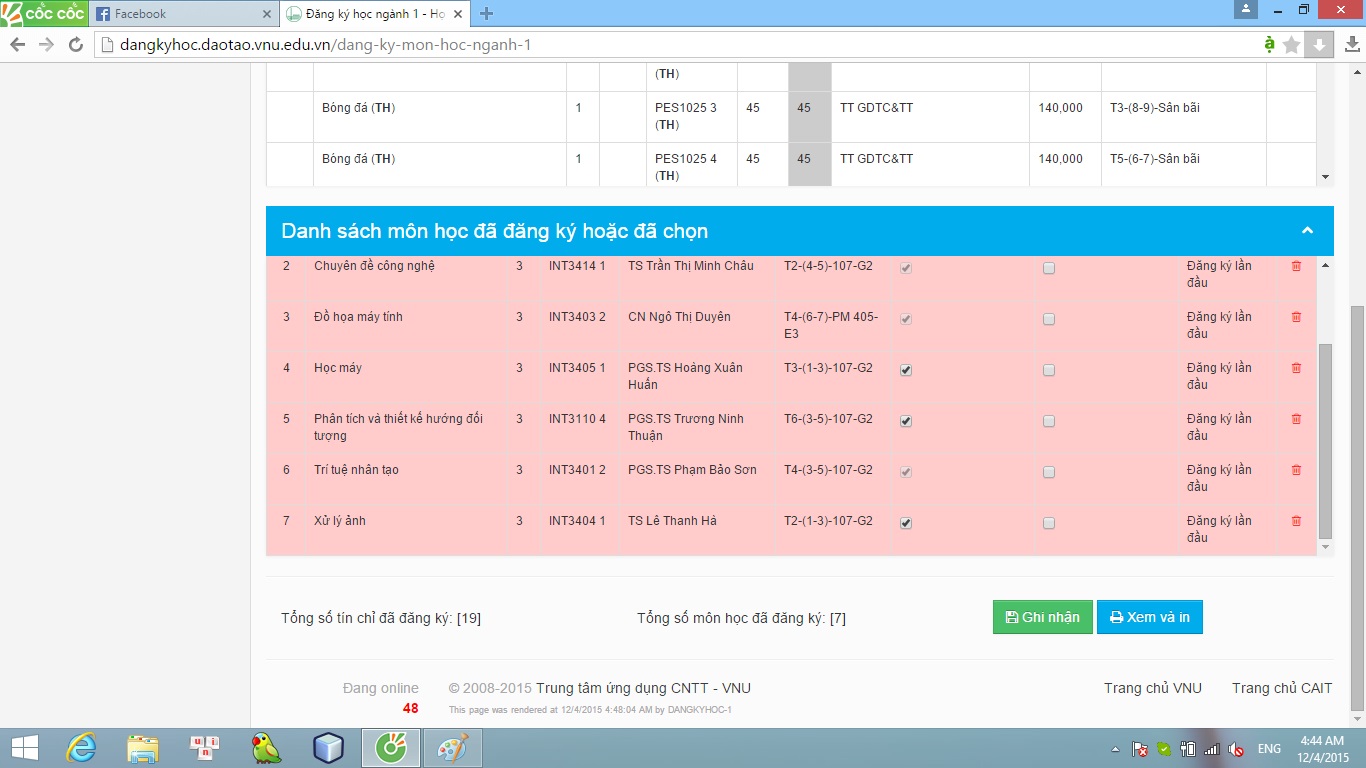 cốc cốc
Facebook
Đăng ký học ngành 1 - Ho
dangkyhoc.daotao.vnu.edu.vn/dang-ky-mon-hoc-nganh-1
(TH)
Bóng đá (TH) 1 PES1025 3 45 45 TT GDTC&TT 140,000 T3-(8-9)-Sân bãi
(TH)
Bóng đá (TH) 1 PES1025 4 45 45 TT GDTC&TT 140,000 T5-(6-7)-Sân bãi
(TH)
Danh sách môn học đã đăng ký hoặc đã chọn
2 Chuyên đề công nghệ 3 INT3414 1 TS Trần Thị Minh Châu T2-(4-5)-107-G2 Đăng ký lần
đầu
3 Đồ họa máy tính 3 INT3403 2 CN Ngô Thị Duyên T4-(6-7)-PM 405- Đăng ký lần
E3 đầu
4 Học máy 3 INT3405 1 PGS.TS Hoàng Xuân T3-(1-3)-107-G2 Đăng ký lần
Huấn đầu
5 Phân tích và thiết kế hướng đối 3 INT3110 4 PGS.TS Trương Ninh T6-(3-5)-107-G2 Đăng ký lần
tượng Thuận đầu
6 Trí tuệ nhân tạo 3 INT3401 2 PGS.TS Phạm Bảo Sơn T4-(3-5)-107-G2 Đăng ký lần
đầu
7 Xử lý ảnh 3 INT3404 1 TS Lê Thanh Hà T2-(1-3)-107-G2 Đăng ký lần
đầu
Tổng số tín chỉ đã đăng ký: [19] Tổng số môn học đã đăng ký: [7] Ghi nhận Xem và in
Đang online © 2008-2015 Trung tâm ứng dụng CNTT - VNU Trang chủ VNU Trang chủ CAIT
48 This page was rendered at 12/4/2015 4:48:04 AM by DANGKYHOC-1
ENG 4:44 AM
12/4/2015